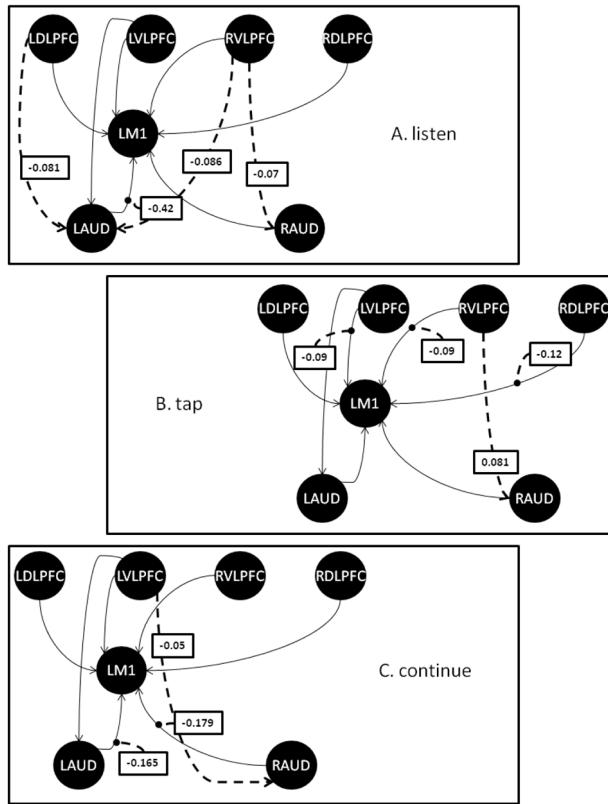 LDLPFC LVLPFC RVLPFC RDLPFC
LM1
A. listen
-0.081
-0.086
-0.07
-0.42
LAUD RAUD
LDLPFC LVLPFC RVLPFC RDLPFC
-0.09
-0.09
-0.12
LM1
B. tap
0.081
LAUD RAUD
LDLPFC LVLPFC RVLPFC RDLPFC
-0.05
LM1
C. continue
-0.179
LAUD -0.165 RAUD